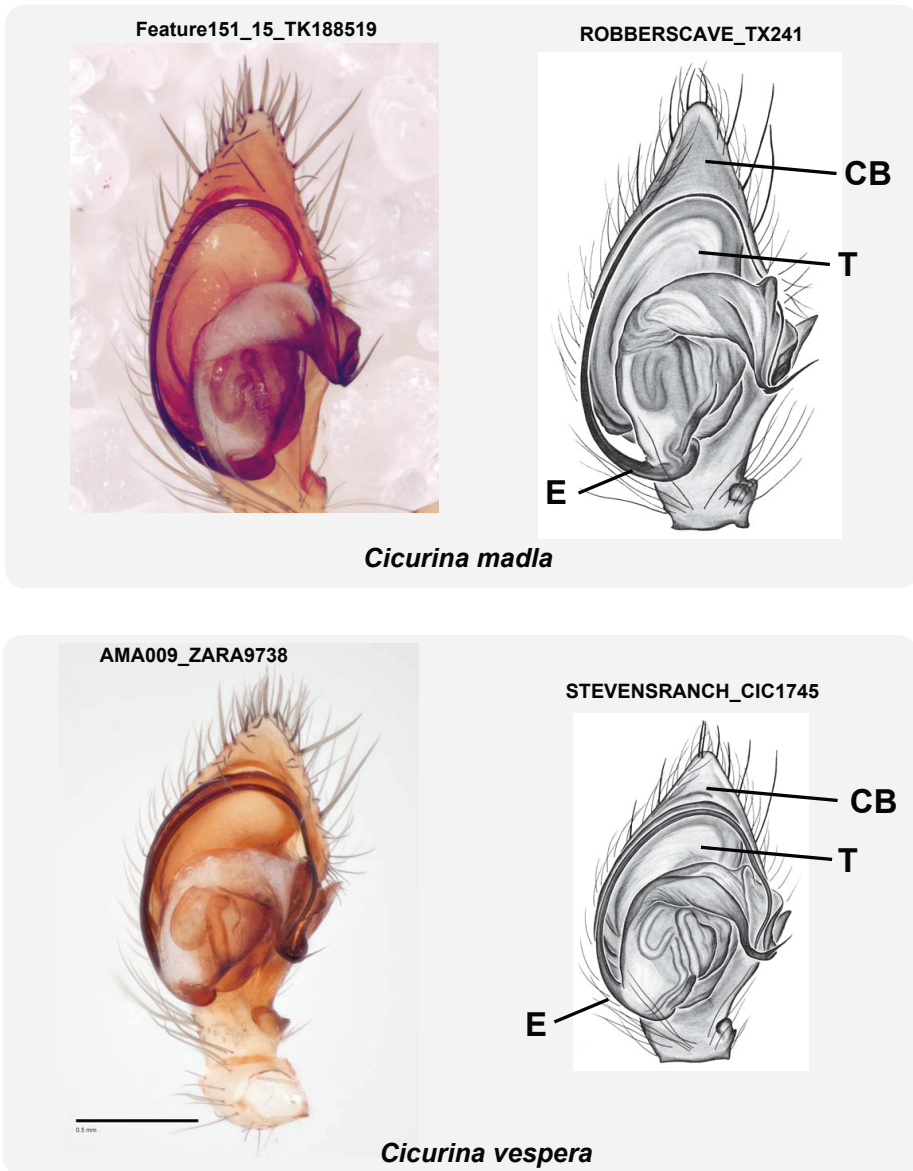 Feature151_15_TK188519
ROBBERSCAVE_TX241
CB
T
E
Cicurina madla
AMA009_ZARA9738
STEVENSRANCH_CIC1745
CB
T
E
0.5 mm
Cicurina vespera